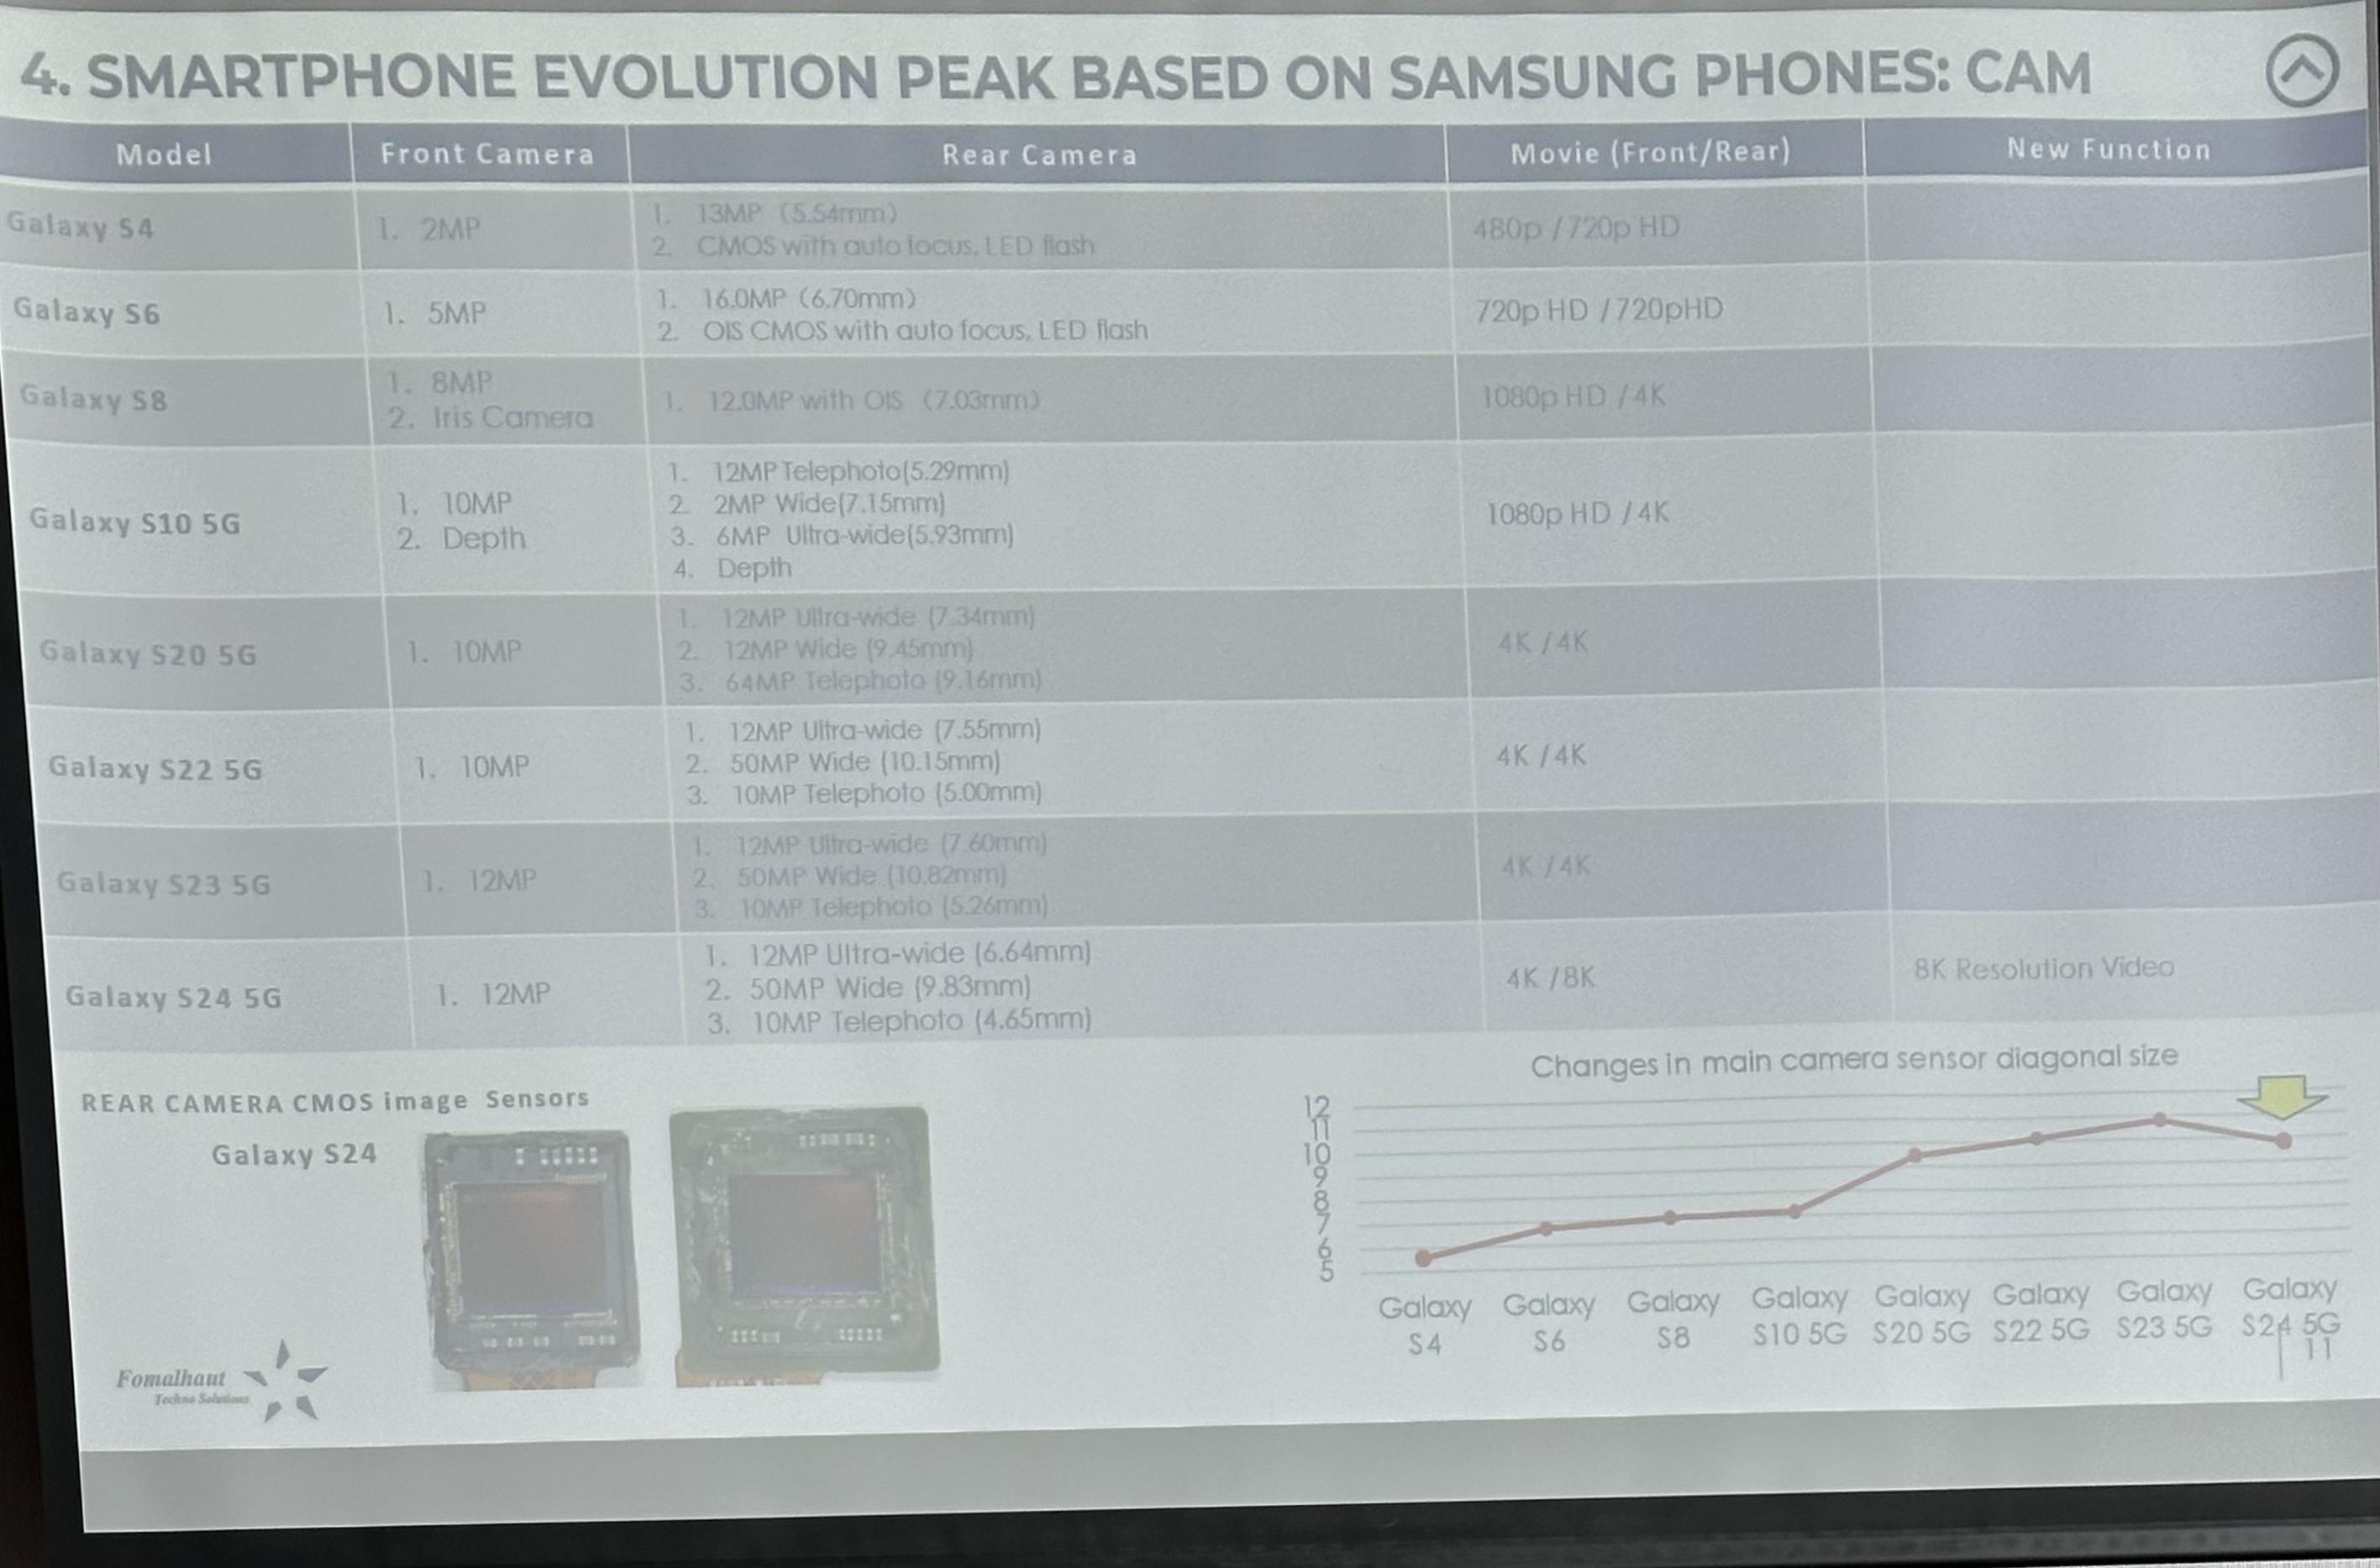 4. SMARTPHONE EVOLUTION PEAK BASED ON SAMSUNG PHONES: CAM
Model Front Camera Rear Camera Movie (Front/Rear) New Function
Galaxy S4
1. 2MP
1. 13MP (5.54mm)
2. CMOS with auto focus, LED flash
480p / 720p HD
Galaxy S6
1. 5MP
1. 16.0MP (6.70mm)
2. OIS CMOS with auto focus, LED flash
720p HD / 720pHD
Galaxy S8
1. 8MP
2. Iris Camera
1. 12.0MP with OIS (7.03mm)
1080p HD / 4K
Galaxy S10 5G
1. 10MP
2. Depth
1. 12MP Telephoto(5.29mm)
2. 2MP Wide(7.15mm)
3. 6MP Ultra-wide(5.93mm)
4. Depth
1080p HD / 4K
Galaxy S20 5G
1. 10MP
1. 12MP Ultra-wide (7.34mm)
2. 12MP Wide (9.45mm)
3. 64MP Telephoto (9.16mm)
4K / 4K
Galaxy S22 5G
1. 10MP
1. 12MP Ultra-wide (7.55mm)
2. 50MP Wide (10.15mm)
3. 10MP Telephoto (5.00mm)
4K / 4K
Galaxy S23 5G
1. 12MP
1. 12MP Ultra-wide (7.60mm)
2. 50MP Wide (10.82mm)
3. 10MP Telephoto (5.26mm)
4K / 4K
Galaxy S24 5G
1. 12MP
1. 12MP Ultra-wide (6.64mm)
2. 50MP Wide (9.83mm)
3. 10MP Telephoto (4.65mm)
4K / 8K
8K Resolution Video
REAR CAMERA CMOS image Sensors
Galaxy S24
Fomalhaut
Techno Solutions
Changes in main camera sensor diagonal size
12
11
10
9
8
7
6
5
Galaxy S4
Galaxy S6
Galaxy S8
Galaxy S10 5G
Galaxy S20 5G
Galaxy S22 5G
Galaxy S23 5G
Galaxy S24 5G
11